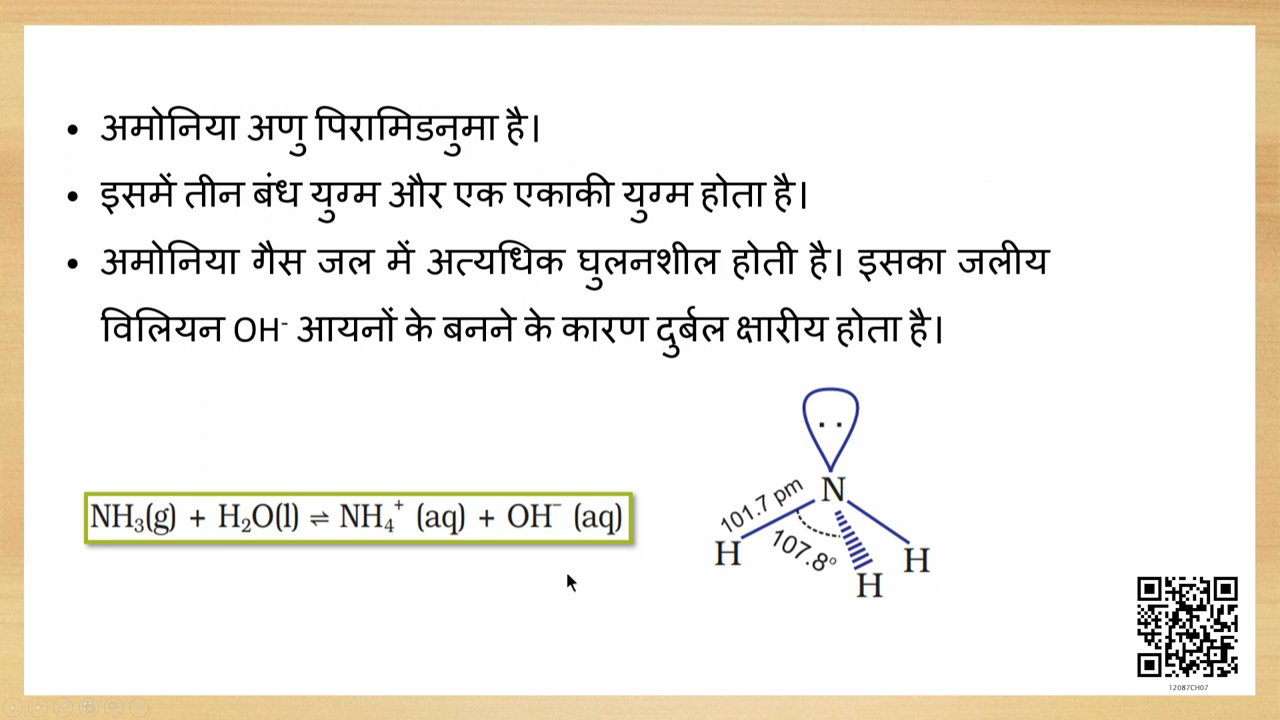 • अमोनिया अणु पिरामिडनुमा है।
• इसमें तीन बंध युग्म और एक एकाकी युग्म होता है।
• अमोनिया गैस जल में अत्यधिक घुलनशील होती है। इसका जलीय
विलियन OH⁻ आयनों के बनने के कारण दुर्बल क्षारीय होता है।
NH₃(g) + H₂O(l) ⇌ NH₄⁺ (aq) + OH⁻ (aq)
N
101.7 pm
107.8°
H
H
H
12087CH07